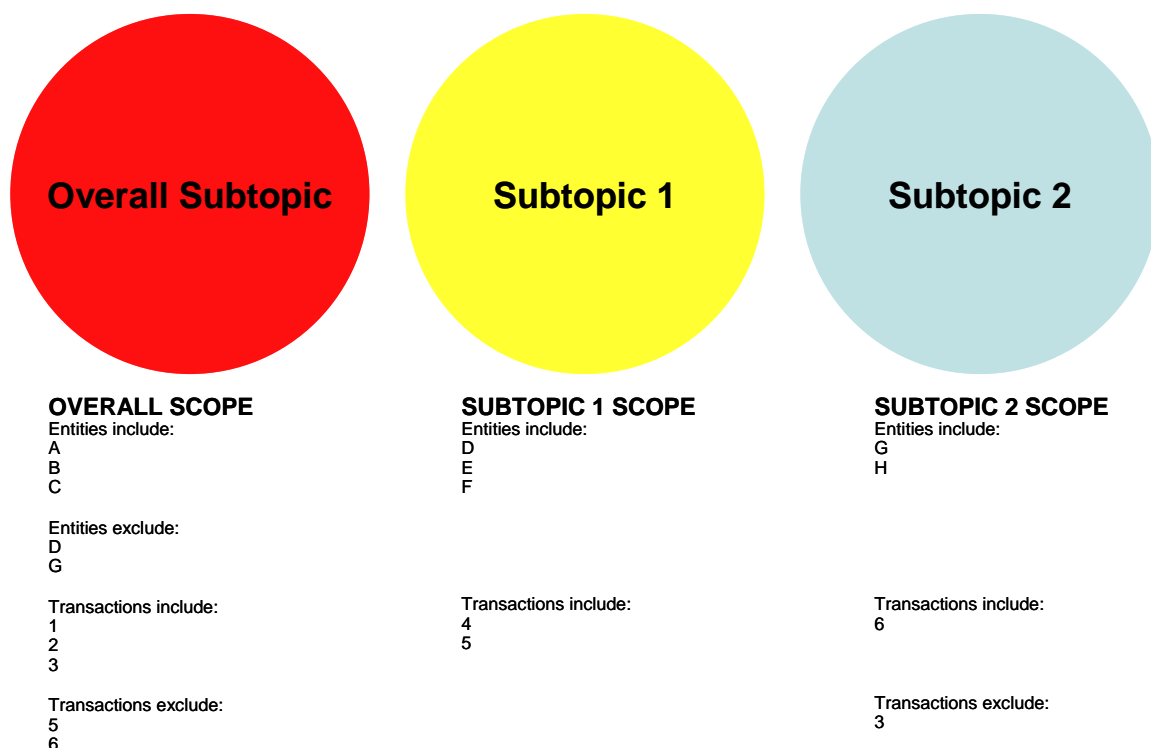 Overall Subtopic
Subtopic 1
Subtopic 2
OVERALL SCOPE
Entities include:
A
B
C
Entities exclude:
D
G
Transactions include:
1
2
3
Transactions exclude:
5
6
SUBTOPIC 1 SCOPE
Entities include:
D
E
F
Transactions include:
4
5
SUBTOPIC 2 SCOPE
Entities include:
G
H
Transactions include:
6
Transactions exclude:
3